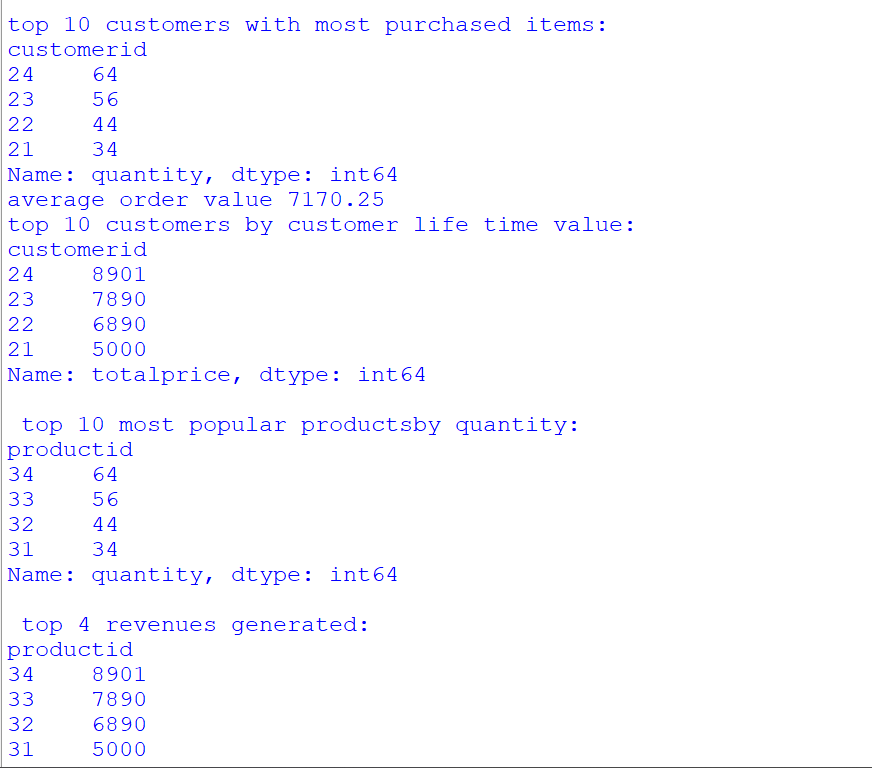 top 10 customers with most purchased items:
customerid
24    64
23    56
22    44
21    34
Name: quantity, dtype: int64
average order value 7170.25
top 10 customers by customer life time value:
customerid
24    8901
23    7890
22    6890
21    5000
Name: totalprice, dtype: int64

 top 10 most popular productsby quantity:
productid
34    64
33    56
32    44
31    34
Name: quantity, dtype: int64

 top 4 revenues generated:
productid
34    8901
33    7890
32    6890
31    5000